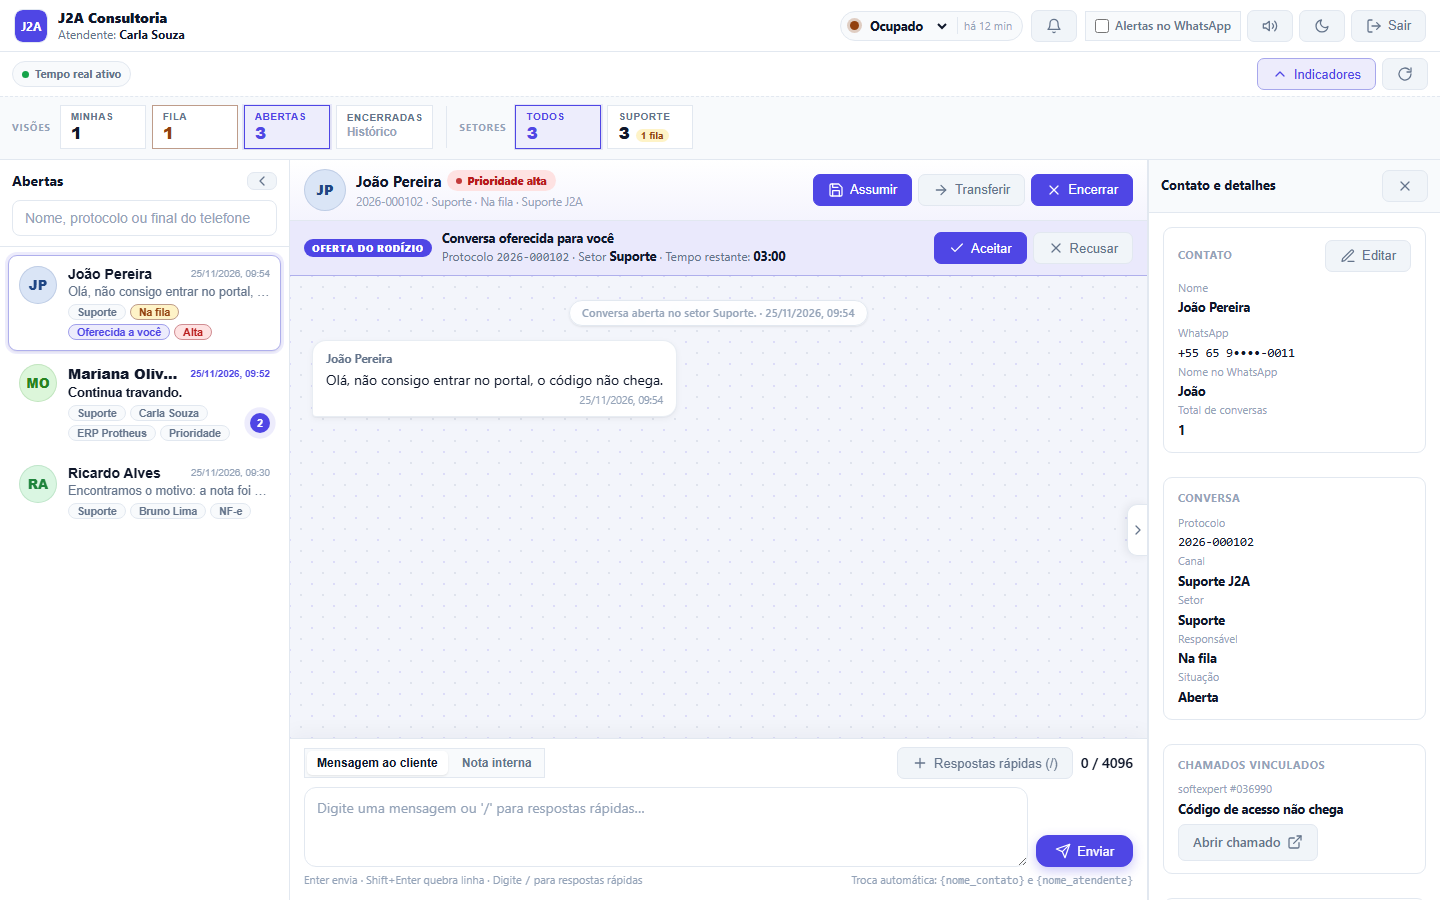 J2A
J2A Consultoria
Atendente: Carla Souza
Ocupado
há 12 min
Alertas no WhatsApp
Sair
Tempo real ativo
Indicadores
VISÕES
MINHAS
1
FILA
1
ABERTAS
3
ENCERRADAS
Histórico
SETORES
TODOS
3
SUPORTE
3 1 fila
Abertas
Nome, protocolo ou final do telefone
JP
João Pereira
25/11/2026, 09:54
Olá, não consigo entrar no portal, ...
Suporte
Na fila
Oferecida a você
Alta
MO
Mariana Oliv...
25/11/2026, 09:52
Continua travando.
Suporte
Carla Souza
ERP Protheus
Prioridade
2
RA
Ricardo Alves
25/11/2026, 09:30
Encontramos o motivo: a nota foi ...
Suporte
Bruno Lima
NF-e
JP
João Pereira
Prioridade alta
2026-000102 · Suporte · Na fila · Suporte J2A
Assumir
Transferir
Encerrar
OFERTA DO RODÍZIO
Conversa oferecida para você
Protocolo 2026-000102 · Setor Suporte · Tempo restante: 03:00
Aceitar
Recusar
Conversa aberta no setor Suporte. · 25/11/2026, 09:54
João Pereira
Olá, não consigo entrar no portal, o código não chega.
25/11/2026, 09:54
Mensagem ao cliente
Nota interna
Respostas rápidas (/)
0 / 4096
Digite uma mensagem ou '/' para respostas rápidas...
Enviar
Enter envia · Shift+Enter quebra linha · Digite / para respostas rápidas
Troca automática: {nome_contato} e {nome_atendente}
Contato e detalhes
CONTATO
Editar
Nome
João Pereira
WhatsApp
+55 65 9••••-0011
Nome no WhatsApp
João
Total de conversas
1
CONVERSA
Protocolo
2026-000102
Canal
Suporte J2A
Setor
Suporte
Responsável
Na fila
Situação
Aberta
CHAMADOS VINCULADOS
softexpert #036990
Código de acesso não chega
Abrir chamado